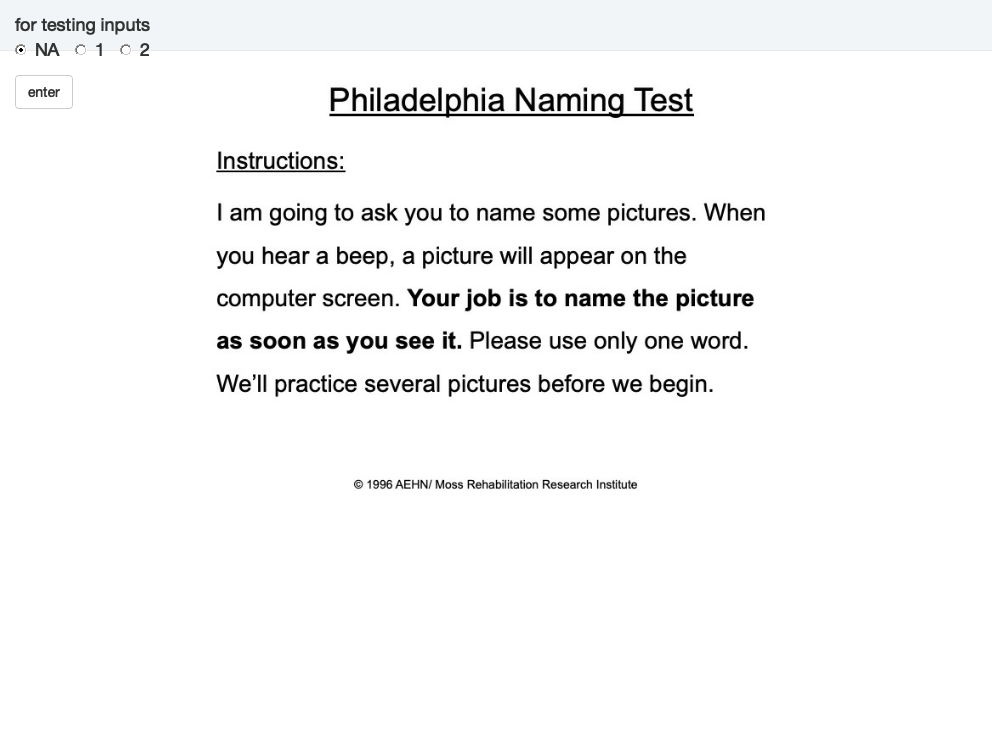 for testing inputs
NA 1 2
enter
Philadelphia Naming Test
Instructions:
I am going to ask you to name some pictures. When
you hear a beep, a picture will appear on the
computer screen. Your job is to name the picture
as soon as you see it. Please use only one word.
We’ll practice several pictures before we begin.
© 1996 AEHN/ Moss Rehabilitation Research Institute